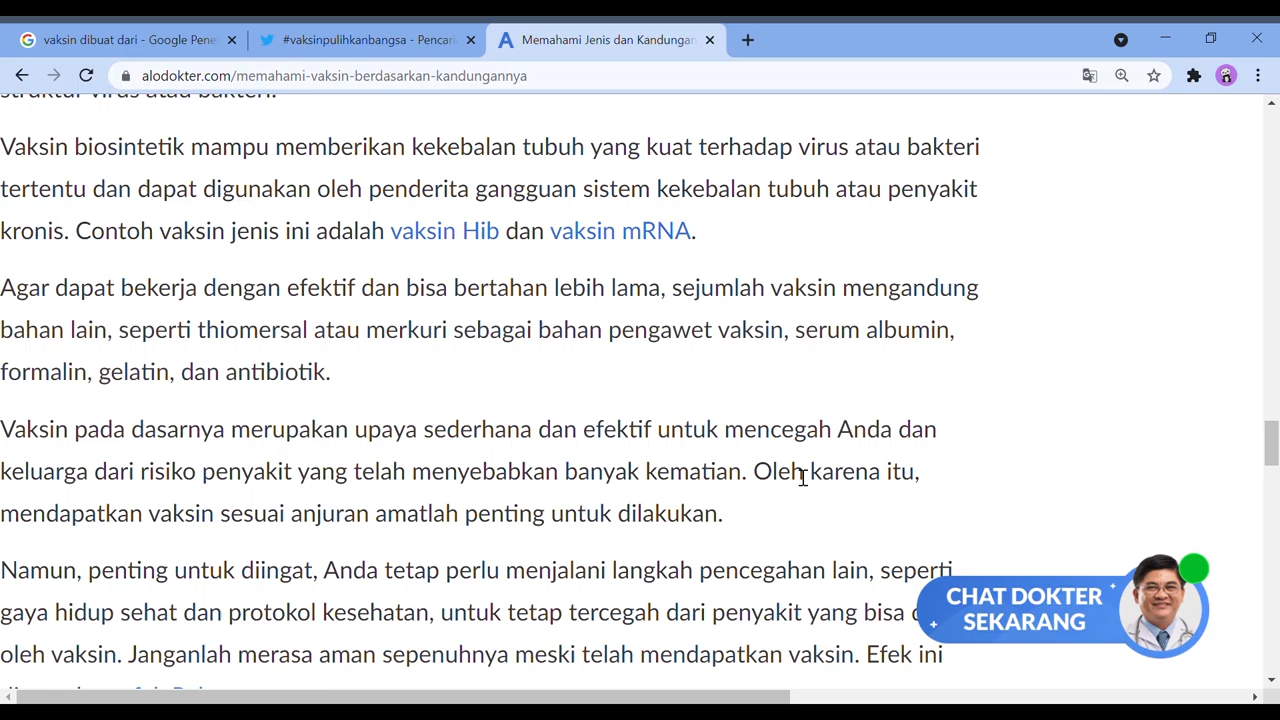 vaksin dibuat dari - Google Pene
#vaksinpulihkanbangsa - Pencari
Memahami Jenis dan Kandungan
alodokter.com/memahami-vaksin-berdasarkan-kandungannya
struktur virus atau bakteri.
Vaksin biosintetik mampu memberikan kekebalan tubuh yang kuat terhadap virus atau bakteri
tertentu dan dapat digunakan oleh penderita gangguan sistem kekebalan tubuh atau penyakit
kronis. Contoh vaksin jenis ini adalah vaksin Hib dan vaksin mRNA.
Agar dapat bekerja dengan efektif dan bisa bertahan lebih lama, sejumlah vaksin mengandung
bahan lain, seperti thiomersal atau merkuri sebagai bahan pengawet vaksin, serum albumin,
formalin, gelatin, dan antibiotik.
Vaksin pada dasarnya merupakan upaya sederhana dan efektif untuk mencegah Anda dan
keluarga dari risiko penyakit yang telah menyebabkan banyak kematian. Oleh karena itu,
mendapatkan vaksin sesuai anjuran amatlah penting untuk dilakukan.
Namun, penting untuk diingat, Anda tetap perlu menjalani langkah pencegahan lain, seperti
gaya hidup sehat dan protokol kesehatan, untuk tetap tercegah dari penyakit yang bisa
oleh vaksin. Janganlah merasa aman sepenuhnya meski telah mendapatkan vaksin. Efek ini
CHAT DOKTER
SEKARANG